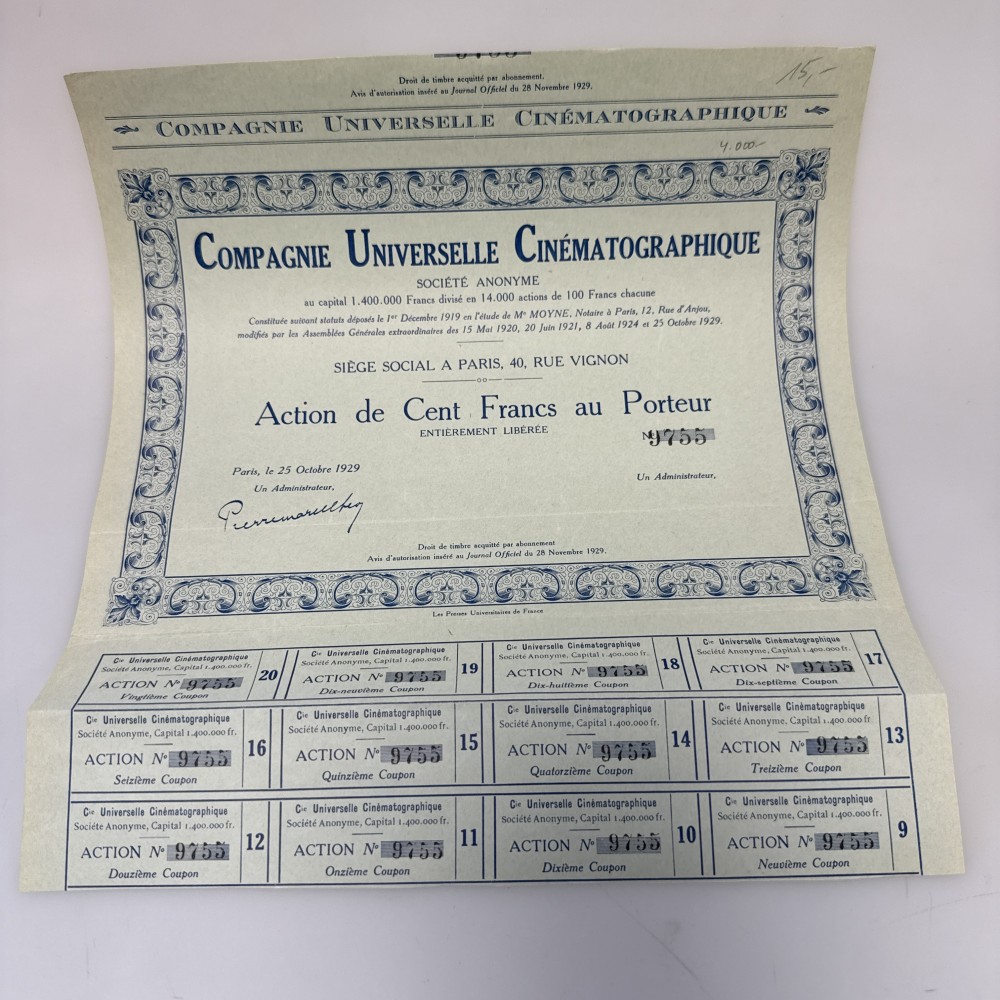 Droit de timbre acquitté par abonnement.
Avis d'autorisation inséré au Journal Officiel du 28 Novembre 1929.
15,-
COMPAGNIE UNIVERSELLE CINÉMATOGRAPHIQUE
4.000.-
COMPAGNIE UNIVERSELLE CINÉMATOGRAPHIQUE
SOCIÉTÉ ANONYME
au capital 1.400.000 Francs divisé en 14.000 actions de 100 Francs chacune
Constituée suivant statuts déposés le 1er Décembre 1919 en l'étude de Me MOYNE, Notaire à Paris, 12, Rue d'Anjou,
modifiés par les Assemblées Générales extraordinaires des 15 Mai 1920, 20 Juin 1921, 8 Août 1924 et 25 Octobre 1929.
SIÈGE SOCIAL A PARIS, 40, RUE VIGNON
Action de Cent Francs au Porteur
ENTIÈREMENT LIBÉRÉE
No 9755
Paris, le 25 Octobre 1929
Un Administrateur,
Un Administrateur,
Droit de timbre acquitté par abonnement
Avis d'autorisation inséré au Journal Officiel du 28 Novembre 1929.
Les Presses Universitaires de France
Cie Universelle Cinématographique
Société Anonyme, Capital 1.400.000 fr.
ACTION No 9755
Vingtième Coupon
20
Cie Universelle Cinématographique
Société Anonyme, Capital 1.400.000 fr.
ACTION No 9755
Dix-neuvième Coupon
19
Cie Universelle Cinématographique
Société Anonyme, Capital 1.400.000 fr.
ACTION No 9755
Dix-huitième Coupon
18
Cie Universelle Cinématographique
Société Anonyme, Capital 1.400.000 fr.
ACTION No 9755
Dix-septième Coupon
17
Cie Universelle Cinématographique
Société Anonyme, Capital 1.400.000 fr.
ACTION No 9755
Seizième Coupon
16
Cie Universelle Cinématographique
Société Anonyme, Capital 1.400.000 fr.
ACTION No 9755
Quinzième Coupon
15
Cie Universelle Cinématographique
Société Anonyme, Capital 1.400.000 fr.
ACTION No 9755
Quatorzième Coupon
14
Cie Universelle Cinématographique
Société Anonyme, Capital 1.400.000 fr.
ACTION No 9755
Treizième Coupon
13
Cie Universelle Cinématographique
Société Anonyme, Capital 1.400.000 fr.
ACTION No 9755
Douzième Coupon
12
Cie Universelle Cinématographique
Société Anonyme, Capital 1.400.000 fr.
ACTION No 9755
Onzième Coupon
11
Cie Universelle Cinématographique
Société Anonyme, Capital 1.400.000 fr.
ACTION No 9755
Dixième Coupon
10
Cie Universelle Cinématographique
Société Anonyme, Capital 1.400.000 fr.
ACTION No 9755
Neuvième Coupon
9